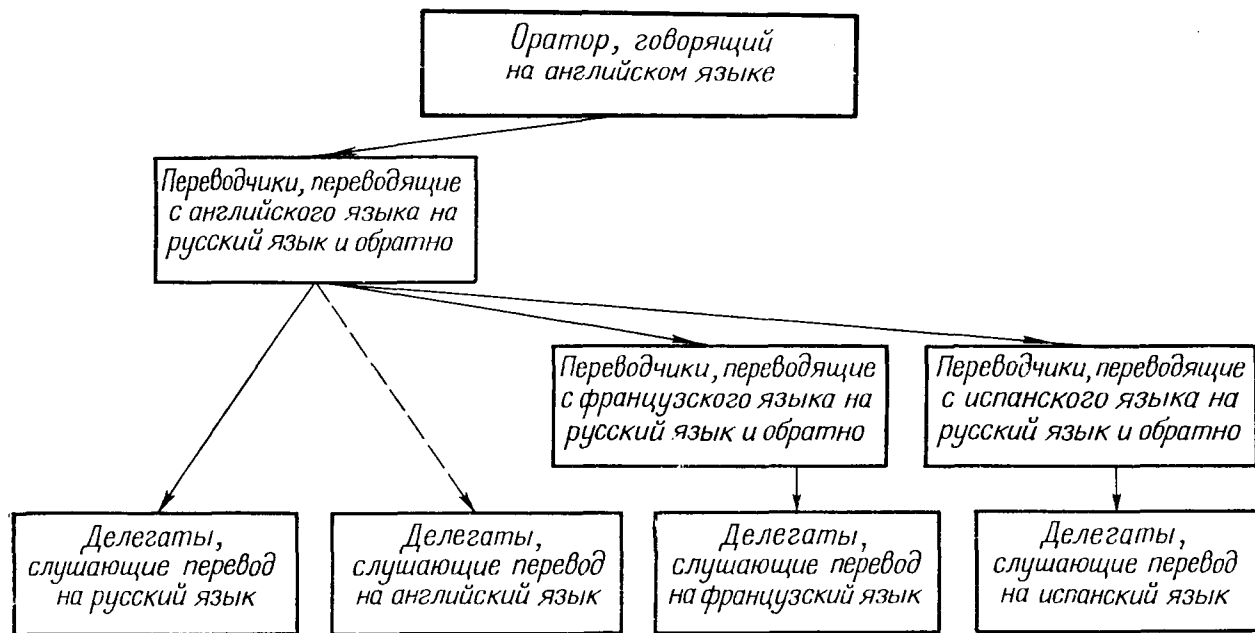 Оратор, говорящий
на английском языке
Переводчики, переводящие
с английского языка на
русский язык и обратно
Переводчики, переводящие
с французского языка на
русский язык и обратно
Переводчики, переводящие
с испанского языка на
русский язык и обратно
Делегаты,
слушающие перевод
на русский язык
Делегаты,
слушающие перевод
на английский язык
Делегаты,
слушающие перевод
на французский язык
Делегаты,
слушающие перевод
на испанский язык